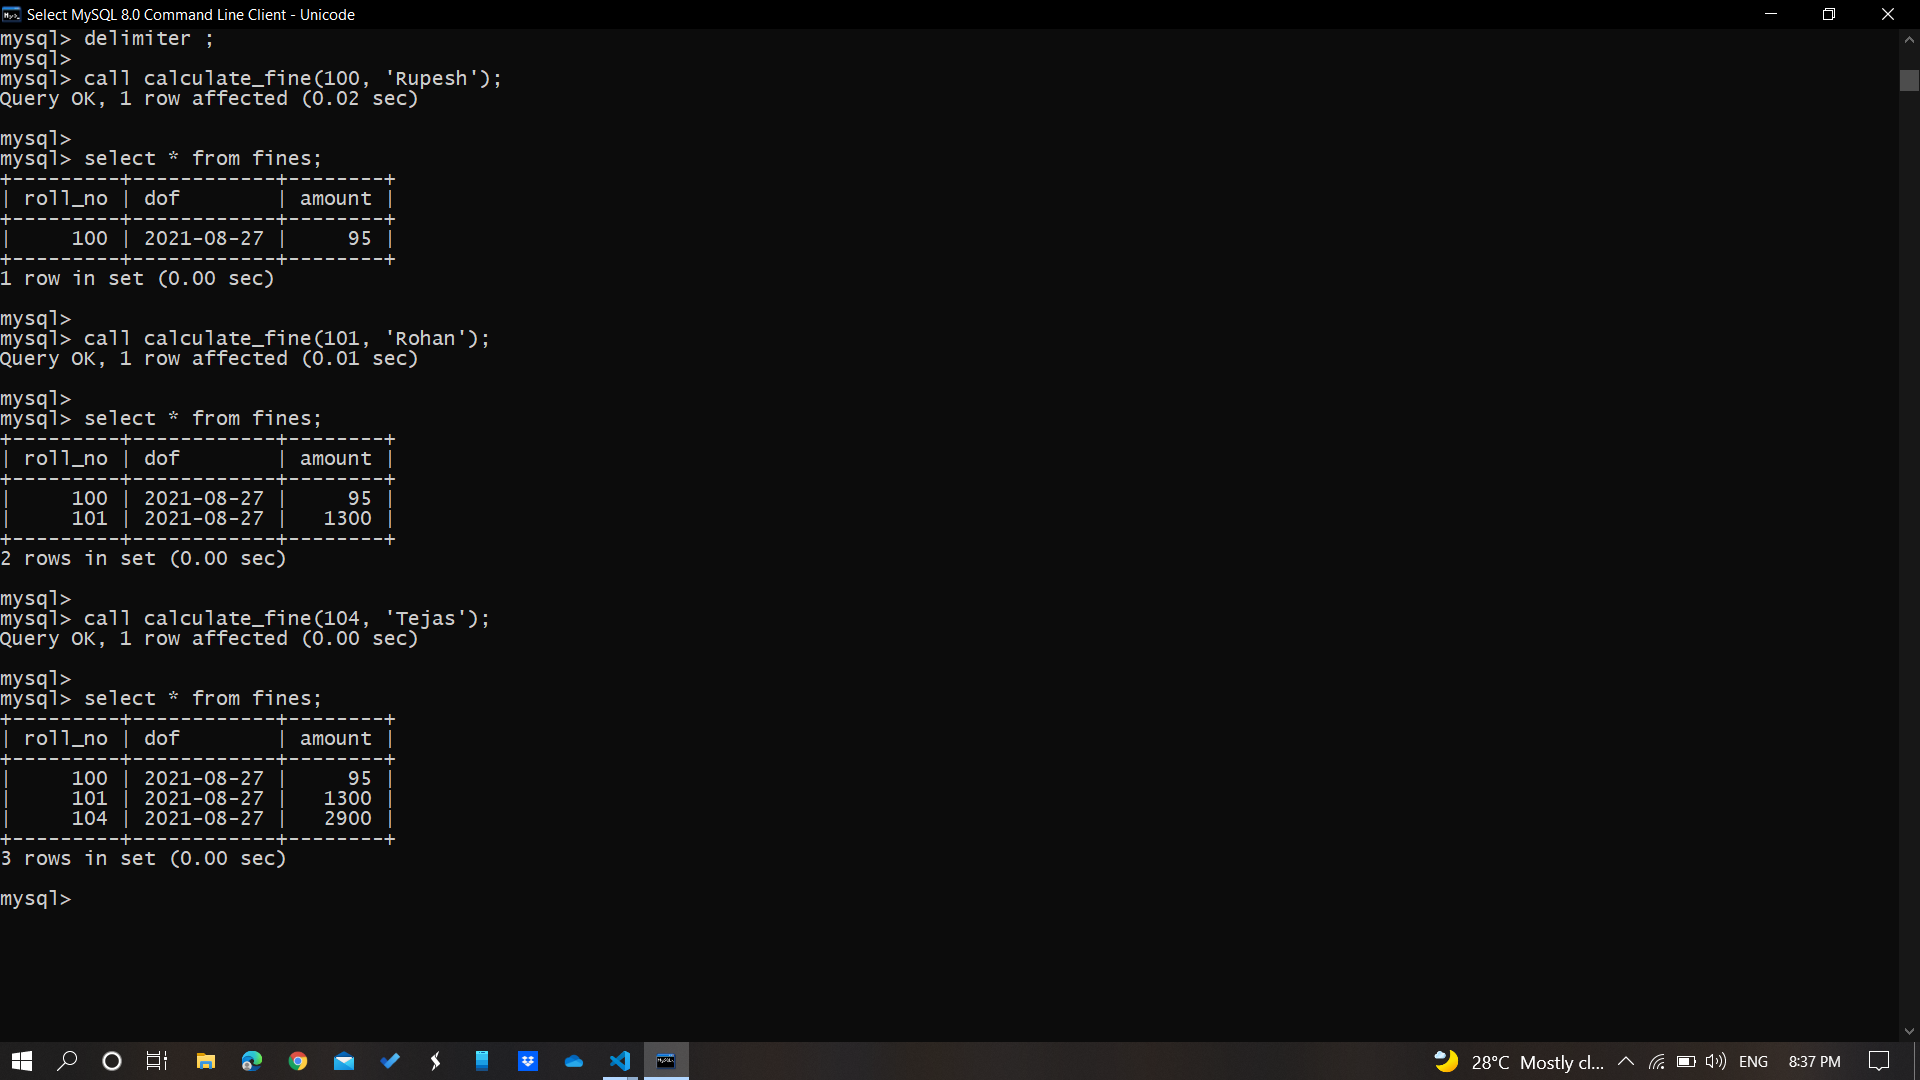 Select MySQL 8.0 Command Line Client - Unicode
mysql> delimiter ;
mysql>
mysql> call calculate_fine(100, 'Rupesh');
Query OK, 1 row affected (0.02 sec)
mysql>
mysql> select * from fines;
+---------+------------+--------+
| roll_no | dof        | amount |
+---------+------------+--------+
|     100 | 2021-08-27 |     95 |
+---------+------------+--------+
1 row in set (0.00 sec)
mysql>
mysql> call calculate_fine(101, 'Rohan');
Query OK, 1 row affected (0.01 sec)
mysql>
mysql> select * from fines;
+---------+------------+--------+
| roll_no | dof        | amount |
+---------+------------+--------+
|     100 | 2021-08-27 |     95 |
|     101 | 2021-08-27 |   1300 |
+---------+------------+--------+
2 rows in set (0.00 sec)
mysql>
mysql> call calculate_fine(104, 'Tejas');
Query OK, 1 row affected (0.00 sec)
mysql>
mysql> select * from fines;
+---------+------------+--------+
| roll_no | dof        | amount |
+---------+------------+--------+
|     100 | 2021-08-27 |     95 |
|     101 | 2021-08-27 |   1300 |
|     104 | 2021-08-27 |   2900 |
+---------+------------+--------+
3 rows in set (0.00 sec)
mysql>
28°C Mostly cl... ENG 8:37 PM